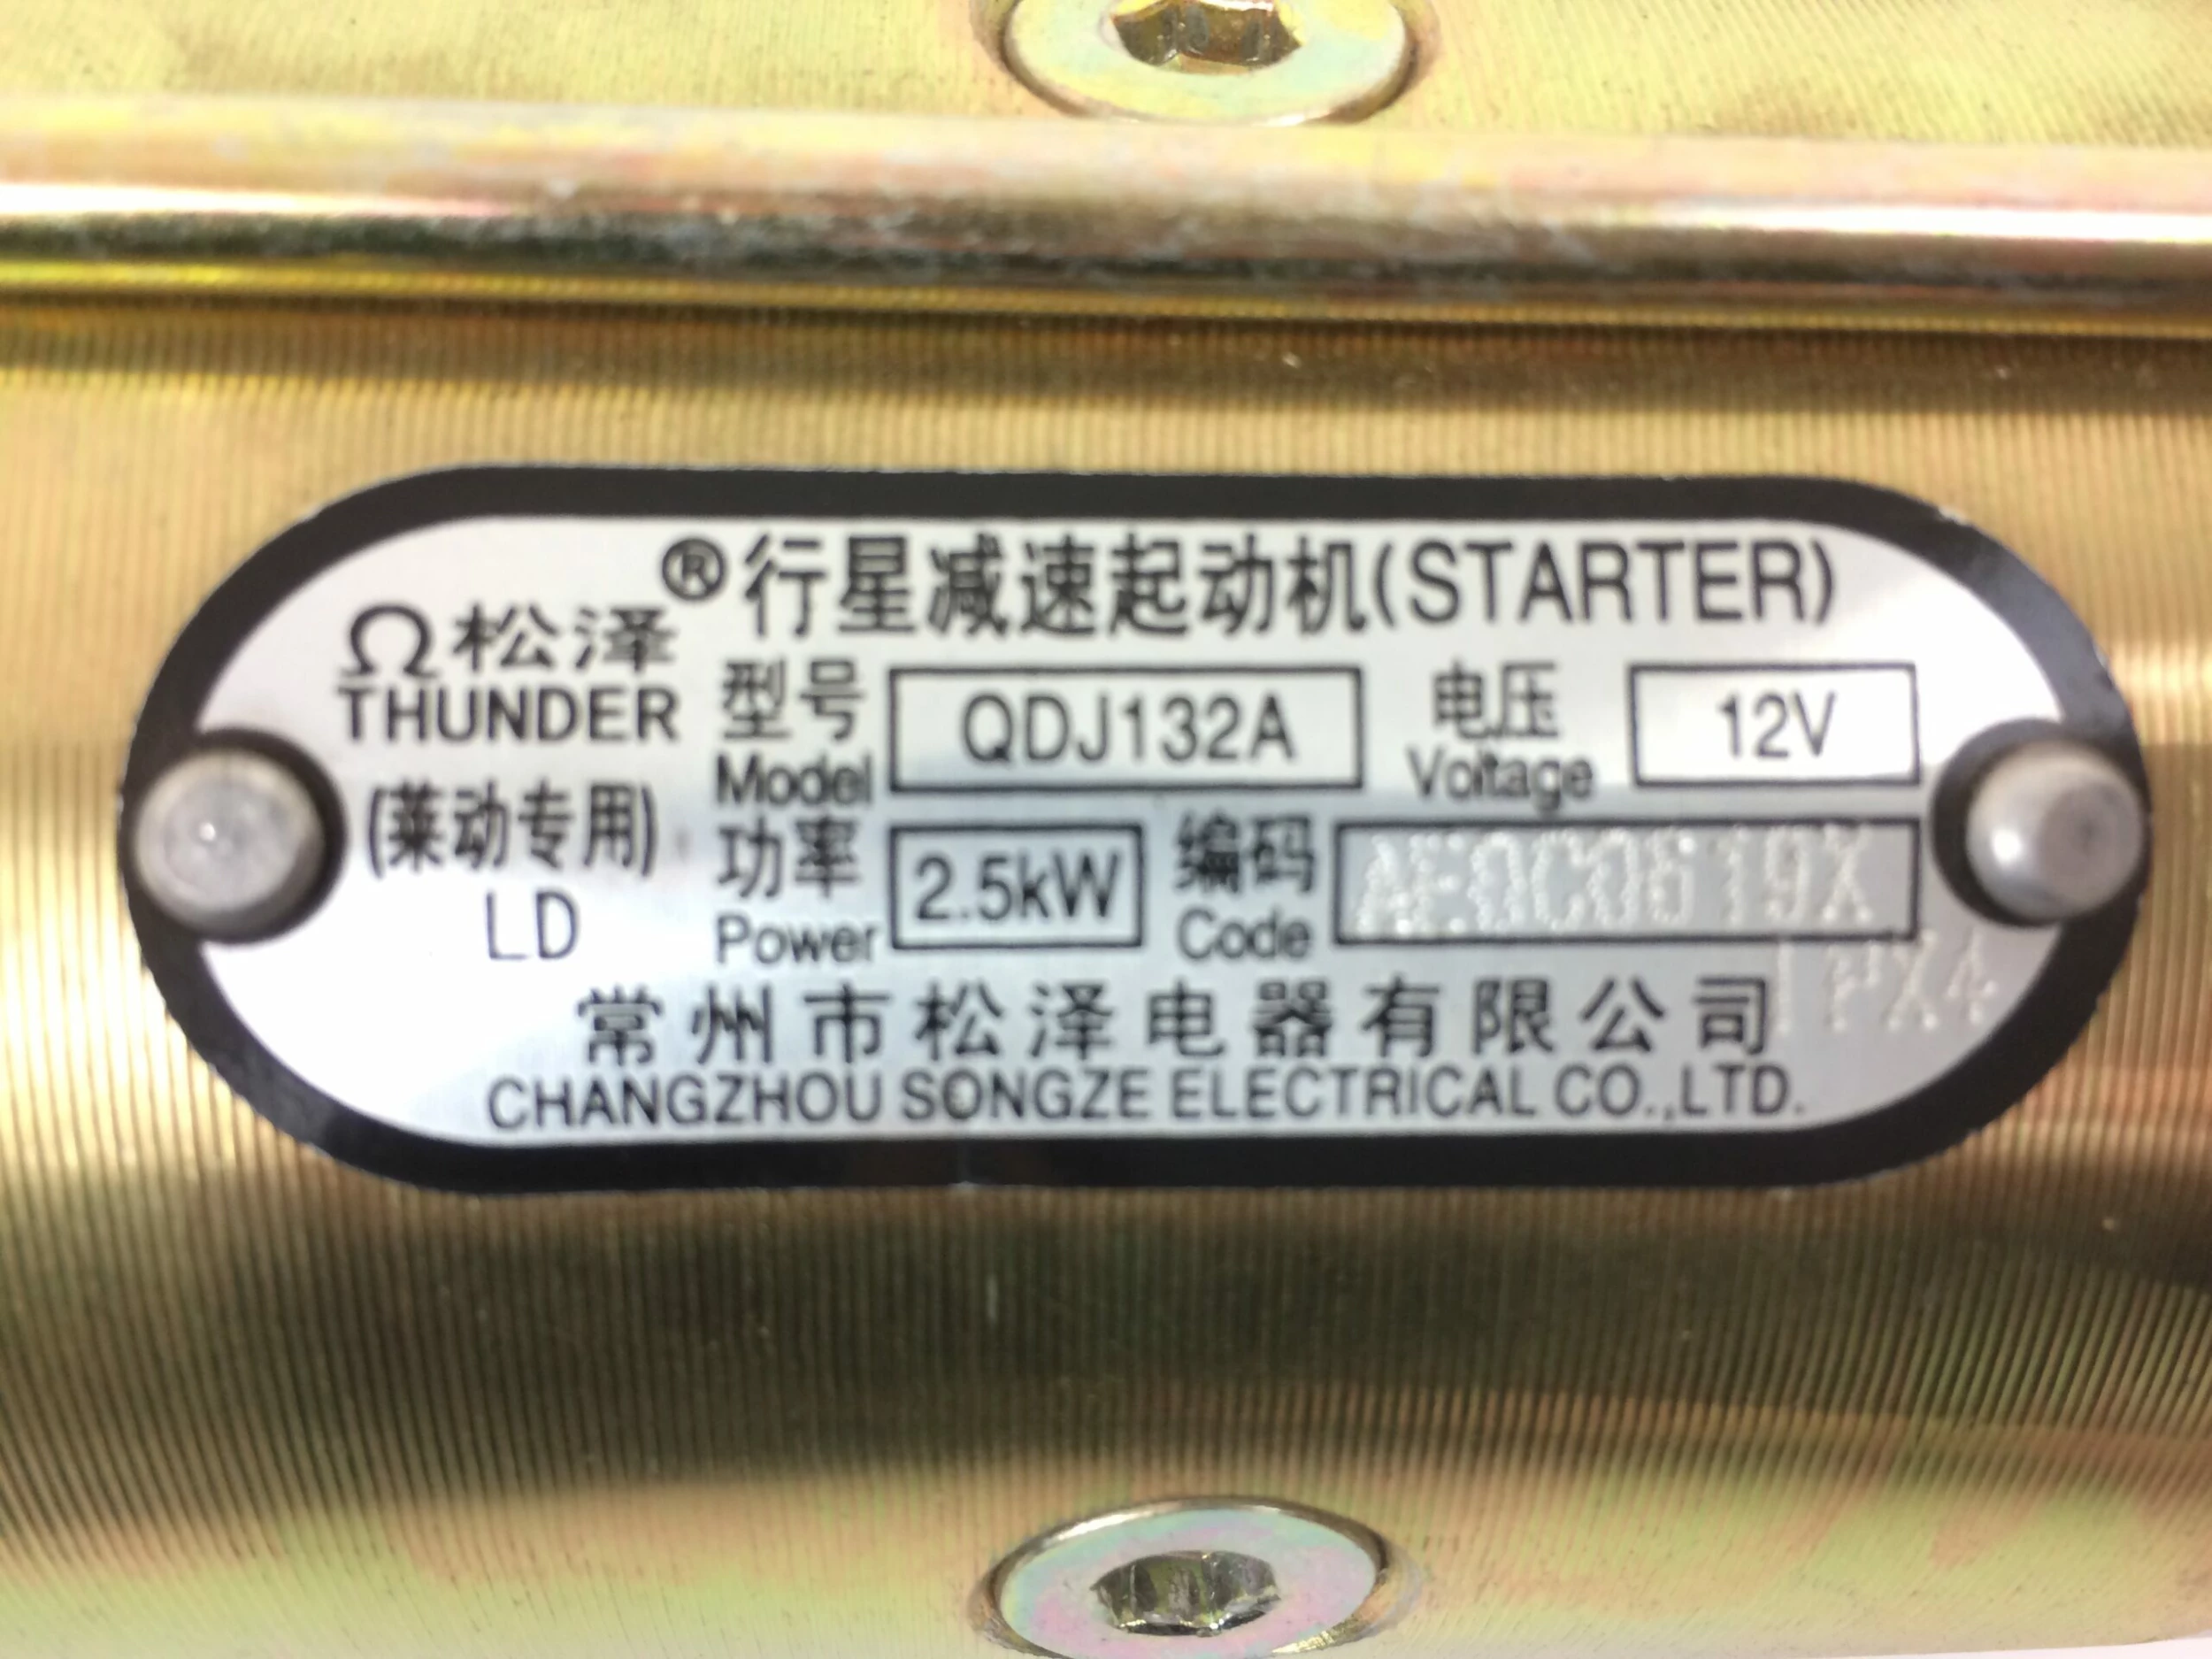 ®行星减速起动机(STARTER)
Ω松泽
THUNDER
型号 QDJ132A 电压 12V
Model Voltage
(莱动专用)
LD
功率 2.5kW 编码
Power Code
常州市松泽电器有限公司
CHANGZHOU SONGZE ELECTRICAL CO.,LTD.